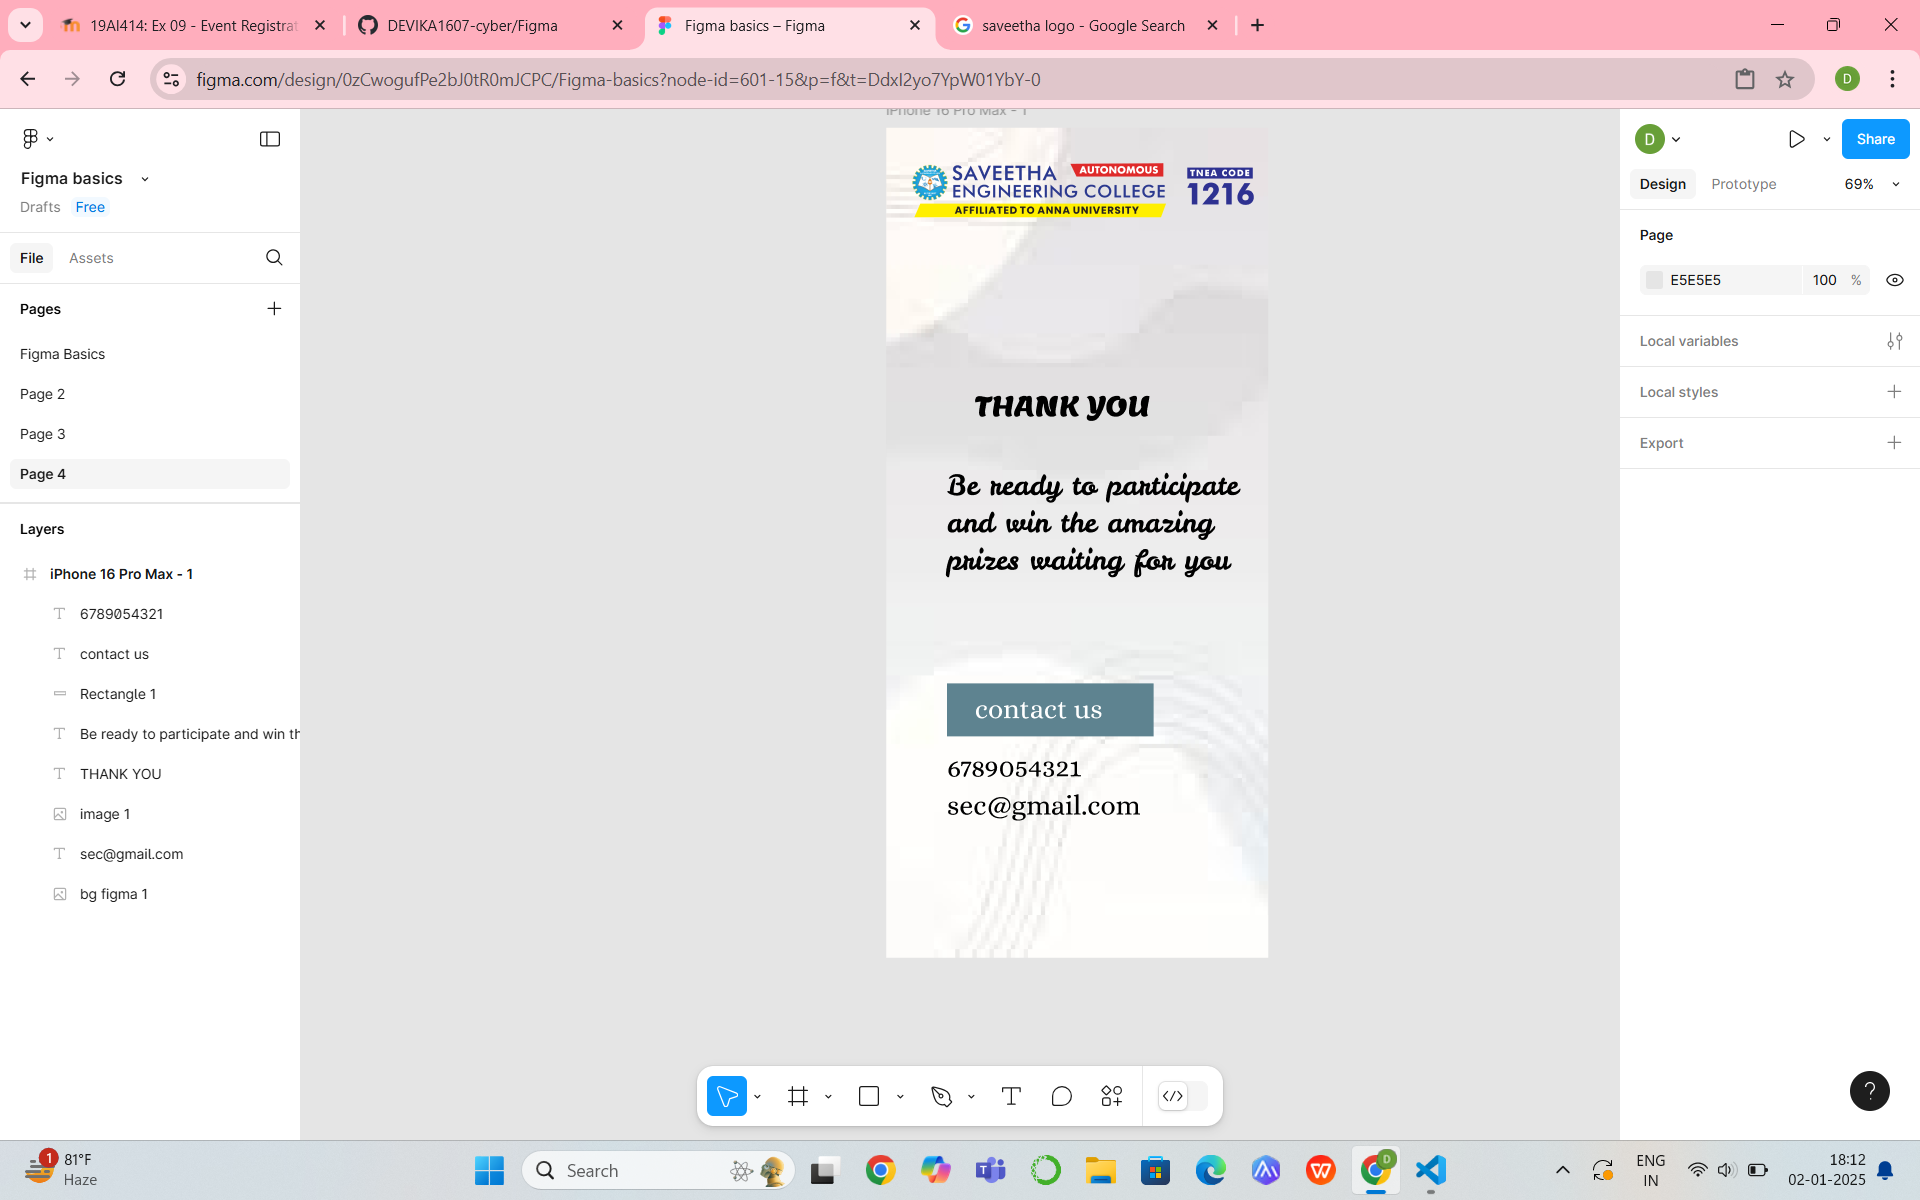 19AI414: Ex 09 - Event Registrat
DEVIKA1607-cyber/Figma
Figma basics – Figma
saveetha logo - Google Search
figma.com/design/0zCwogufPe2bJ0tR0mJCPC/Figma-basics?node-id=601-15&p=f&t=DdxI2yo7YpW01YbY-0
D
Figma basics
Drafts Free
File Assets
Pages
Figma Basics
Page 2
Page 3
Page 4
Layers
iPhone 16 Pro Max - 1
6789054321
contact us
Rectangle 1
Be ready to participate and win th
THANK YOU
image 1
sec@gmail.com
bg figma 1
iPhone 16 Pro Max - 1
SAVEETHA AUTONOMOUS
ENGINEERING COLLEGE
AFFILIATED TO ANNA UNIVERSITY
TNEA CODE
1216
THANK YOU
Be ready to participate
and win the amazing
prizes waiting for you
contact us
6789054321
sec@gmail.com
D
Share
Design Prototype 69%
Page
E5E5E5 100 %
Local variables
Local styles
Export
?
1
81°F
Haze
Search
D
ENG
IN
18:12
02-01-2025